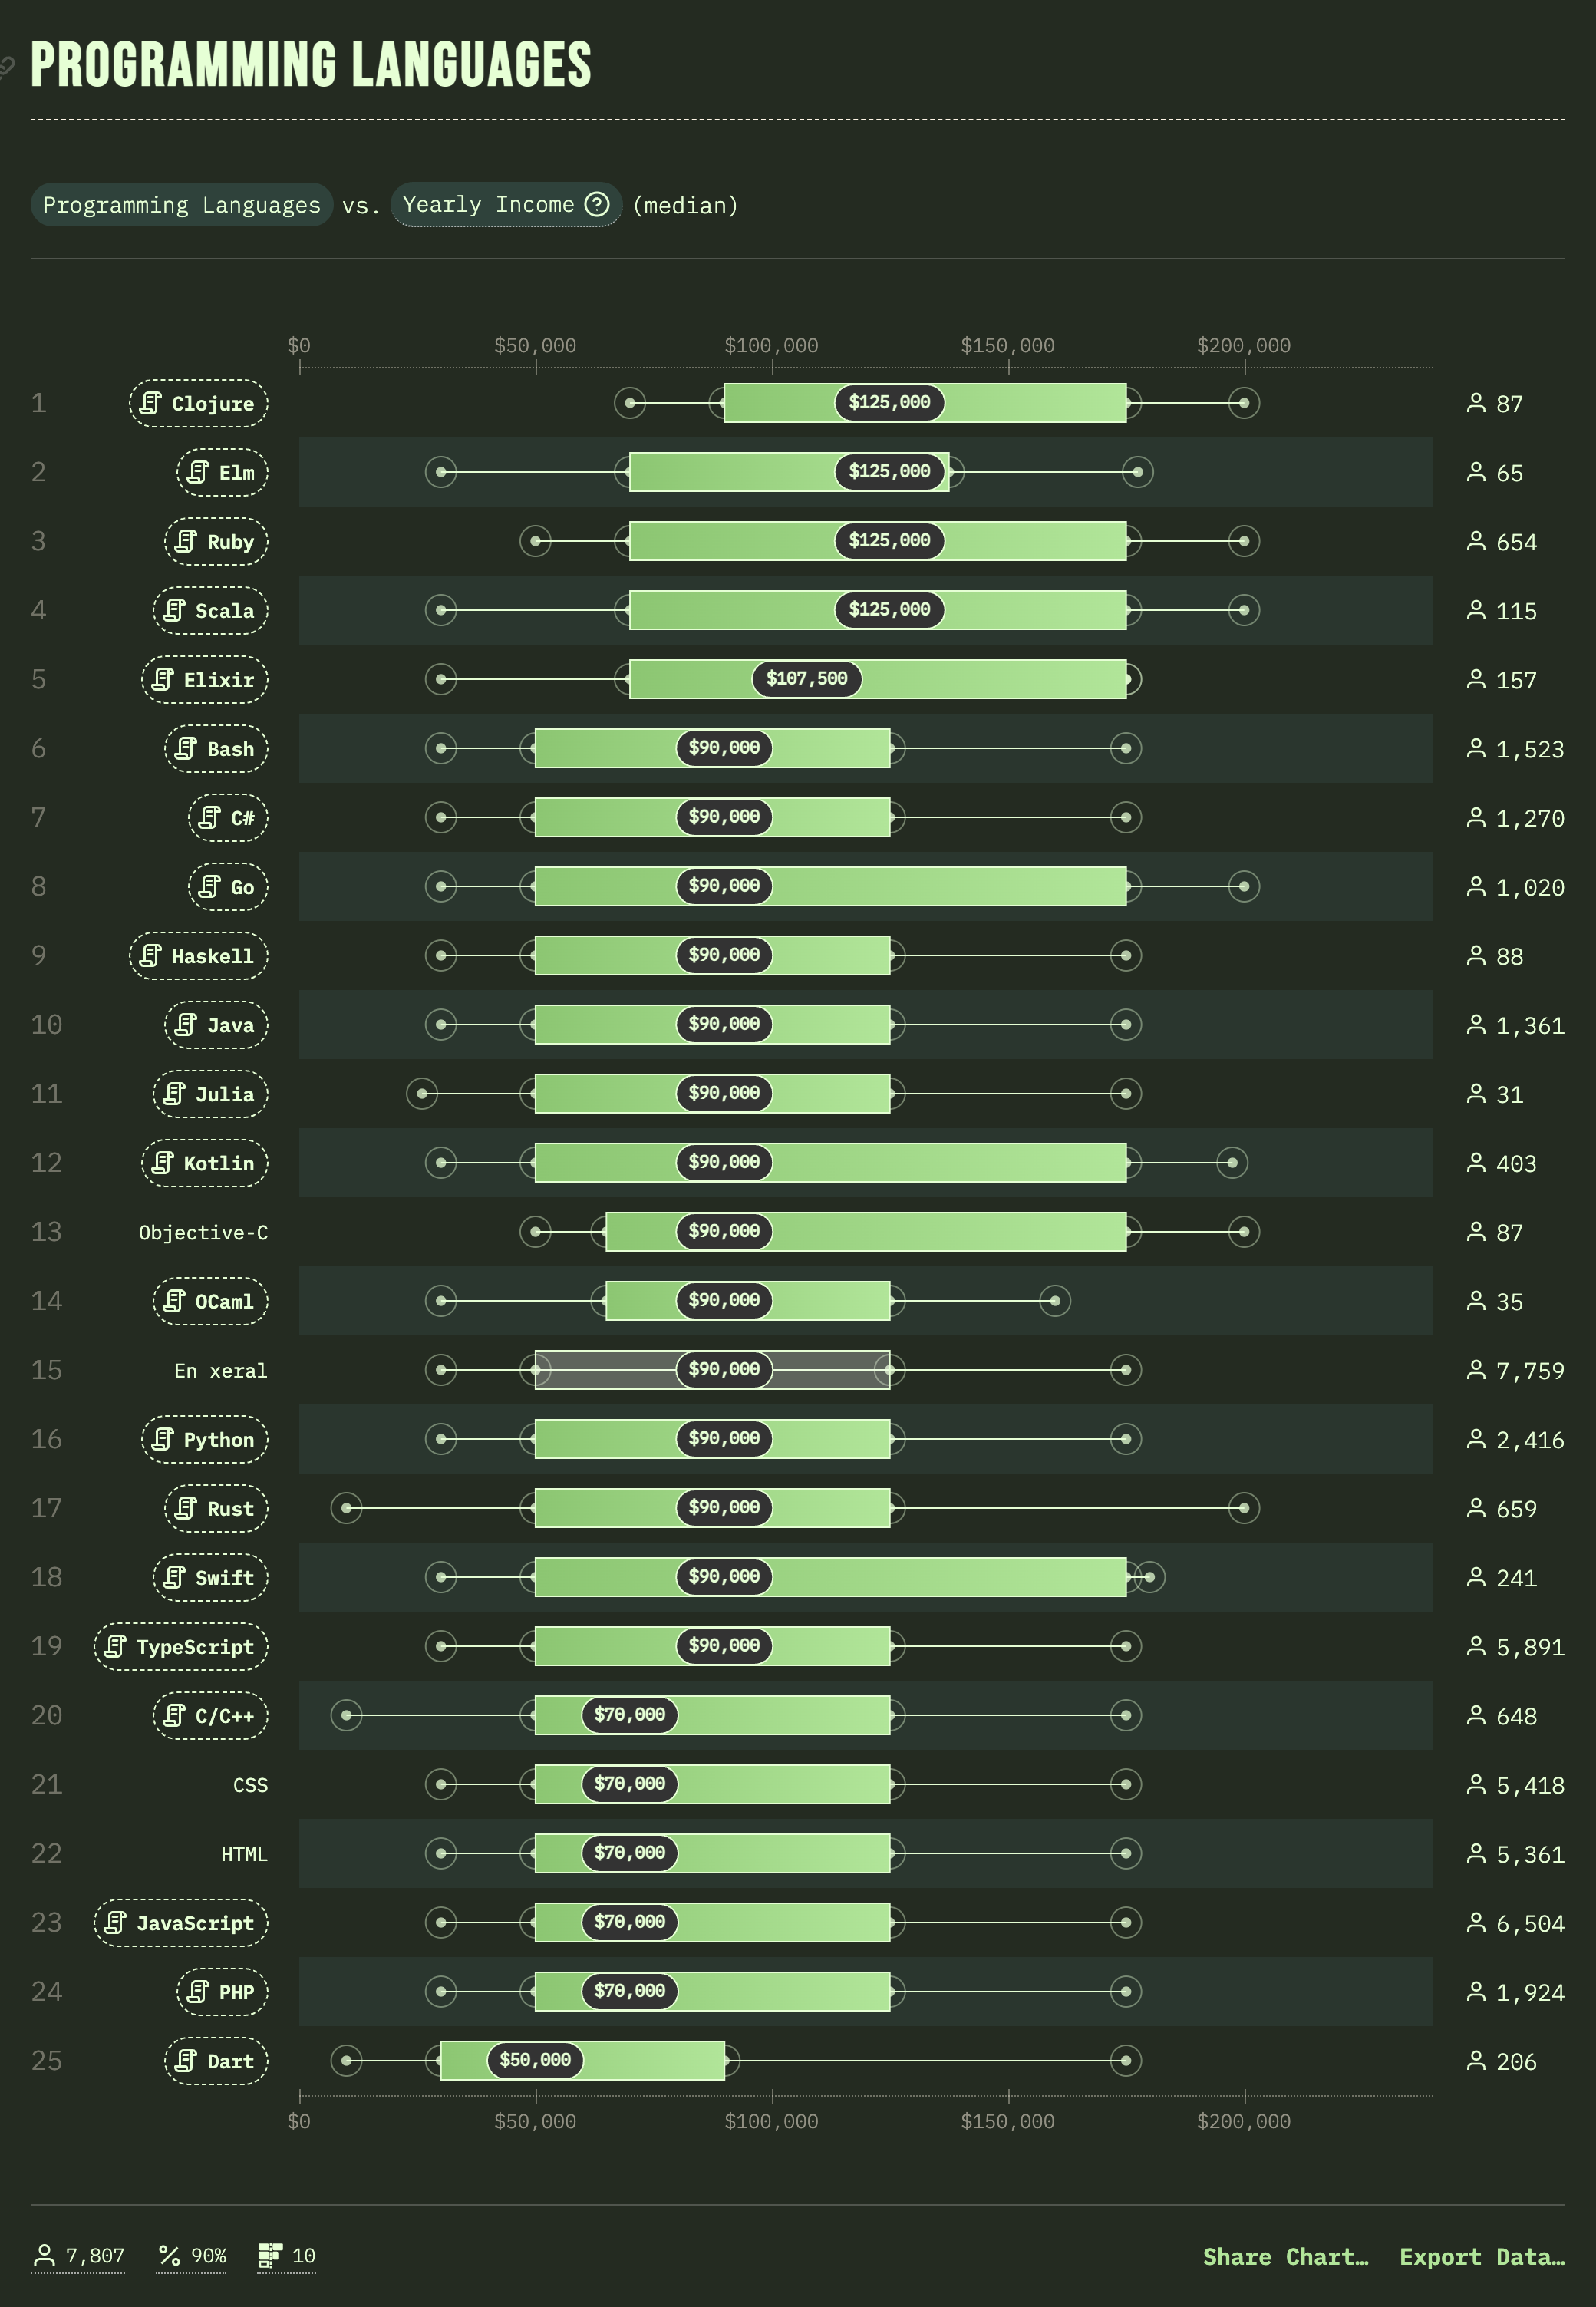 PROGRAMMING LANGUAGES
Programming Languages vs. Yearly Income (median)
$0 $50,000 $100,000 $150,000 $200,000
1 Clojure $125,000 87
2 Elm $125,000 65
3 Ruby $125,000 654
4 Scala $125,000 115
5 Elixir $107,500 157
6 Bash $90,000 1,523
7 C# $90,000 1,270
8 Go $90,000 1,020
9 Haskell $90,000 88
10 Java $90,000 1,361
11 Julia $90,000 31
12 Kotlin $90,000 403
13 Objective-C $90,000 87
14 OCaml $90,000 35
15 En xeral $90,000 7,759
16 Python $90,000 2,416
17 Rust $90,000 659
18 Swift $90,000 241
19 TypeScript $90,000 5,891
20 C/C++ $70,000 648
21 CSS $70,000 5,418
22 HTML $70,000 5,361
23 JavaScript $70,000 6,504
24 PHP $70,000 1,924
25 Dart $50,000 206
$0 $50,000 $100,000 $150,000 $200,000
7,807 90% 10 Share Chart… Export Data…